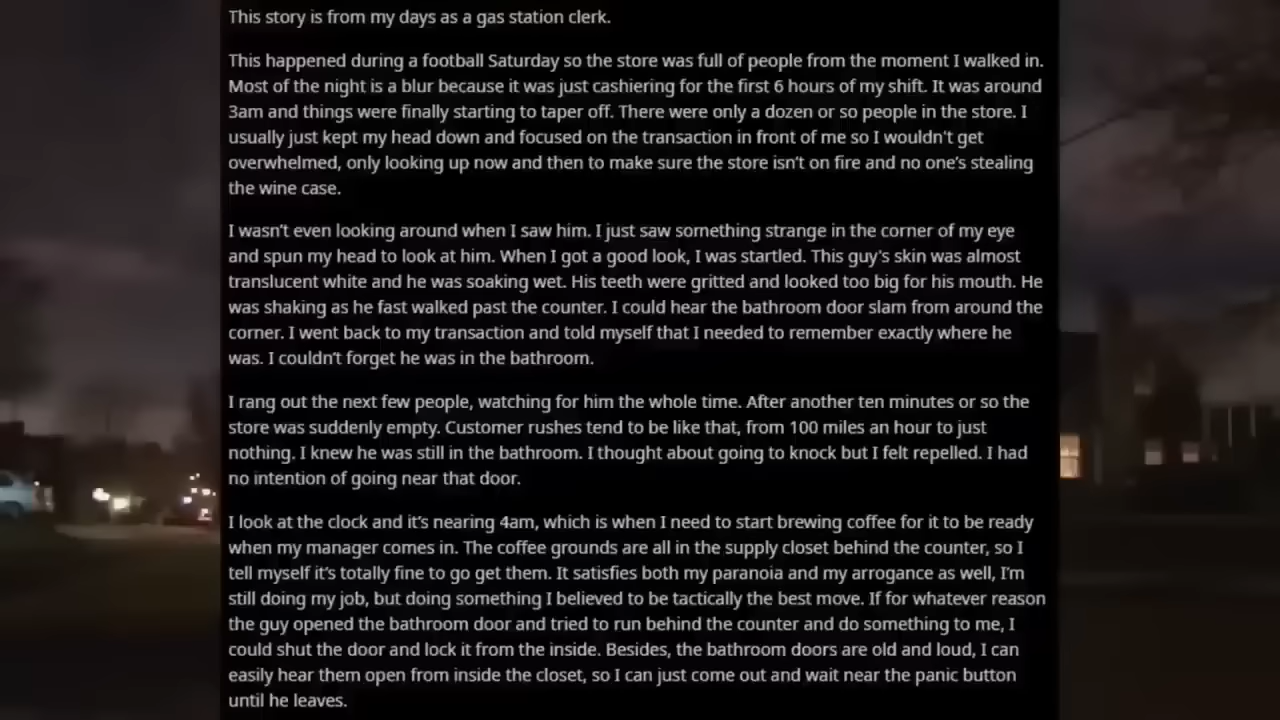 This story is from my days as a gas station clerk.
This happened during a football Saturday so the store was full of people from the moment I walked in.
Most of the night is a blur because it was just cashiering for the first 6 hours of my shift. It was around
3am and things were finally starting to taper off. There were only a dozen or so people in the store. I
usually just kept my head down and focused on the transaction in front of me so I wouldn't get
overwhelmed, only looking up now and then to make sure the store isn't on fire and no one's stealing
the wine case.
I wasn't even looking around when I saw him. I just saw something strange in the corner of my eye
and spun my head to look at him. When I got a good look, I was startled. This guy's skin was almost
translucent white and he was soaking wet. His teeth were gritted and looked too big for his mouth. He
was shaking as he fast walked past the counter. I could hear the bathroom door slam from around the
corner. I went back to my transaction and told myself that I needed to remember exactly where he
was. I couldn't forget he was in the bathroom.
I rang out the next few people, watching for him the whole time. After another ten minutes or so the
store was suddenly empty. Customer rushes tend to be like that, from 100 miles an hour to just
nothing. I knew he was still in the bathroom. I thought about going to knock but I felt repelled. I had
no intention of going near that door.
I look at the clock and it's nearing 4am, which is when I need to start brewing coffee for it to be ready
when my manager comes in. The coffee grounds are all in the supply closet behind the counter, so I
tell myself it's totally fine to go get them. It satisfies both my paranoia and my arrogance as well, I'm
still doing my job, but doing something I believed to be tactically the best move. If for whatever reason
the guy opened the bathroom door and tried to run behind the counter and do something to me, I
could shut the door and lock it from the inside. Besides, the bathroom doors are old and loud, I can
easily hear them open from inside the closet, so I can just come out and wait near the panic button
until he leaves.